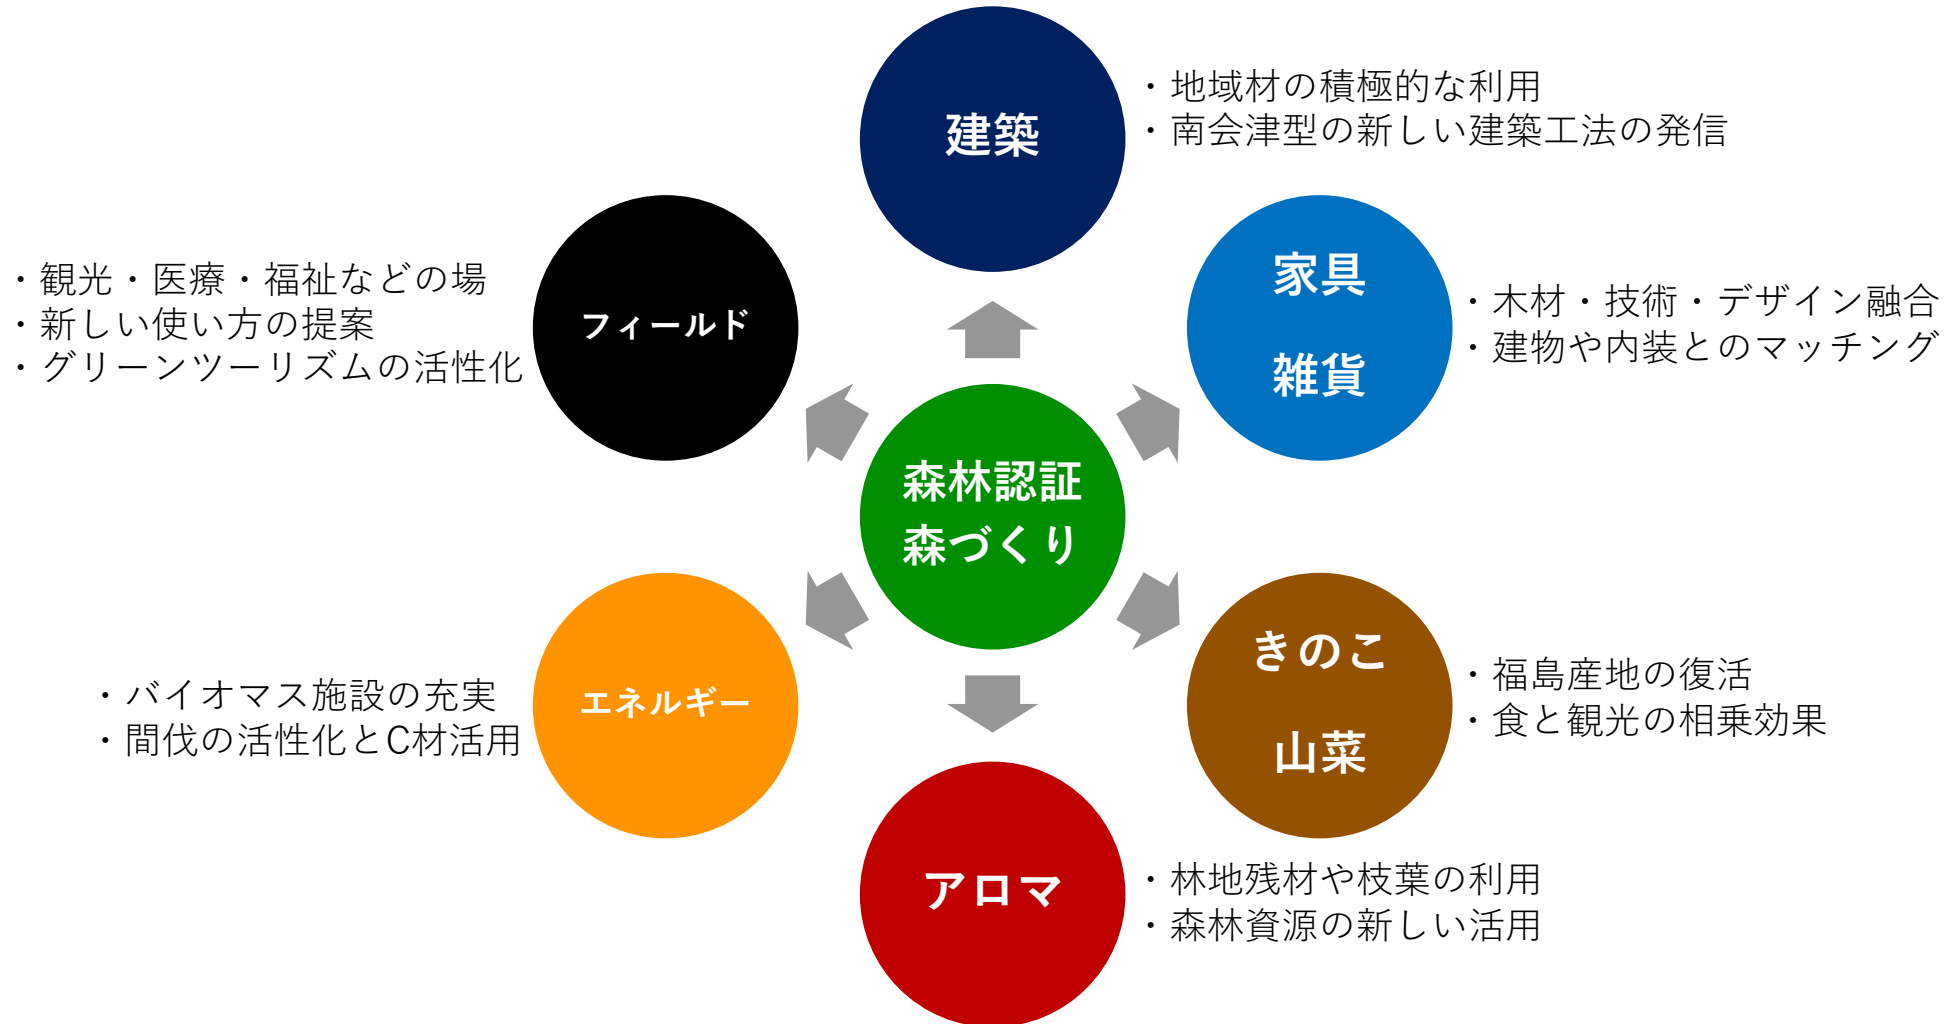 建築
・地域材の積極的な利用
・南会津型の新しい建築工法の発信
家具
雑貨
・木材・技術・デザイン融合
・建物や内装とのマッチング
フィールド
・観光・医療・福祉などの場
・新しい使い方の提案
・グリーンツーリズムの活性化
森林認証
森づくり
きのこ
山菜
・福島産地の復活
・食と観光の相乗効果
エネルギー
・バイオマス施設の充実
・間伐の活性化とC材活用
アロマ
・林地残材や枝葉の利用
・森林資源の新しい活用